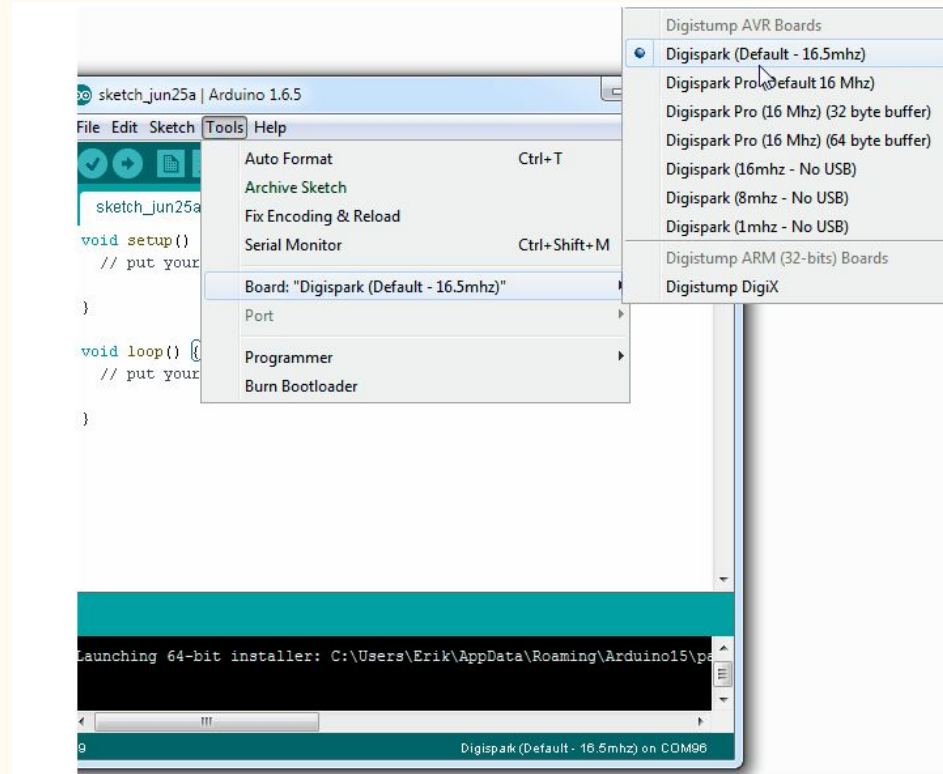 Digistump AVR Boards
Digispark (Default - 16.5mhz)
Digispark Pro (Default 16 Mhz)
Digispark Pro (16 Mhz) (32 byte buffer)
Digispark Pro (16 Mhz) (64 byte buffer)
Digispark (16mhz - No USB)
Digispark (8mhz - No USB)
Digispark (1mhz - No USB)
Digistump ARM (32-bits) Boards
Digistump DigiX
sketch_jun25a | Arduino 1.6.5
File Edit Sketch Tools Help
Auto Format Ctrl+T
Archive Sketch
Fix Encoding & Reload
Serial Monitor Ctrl+Shift+M
Board: "Digispark (Default - 16.5mhz)"
Port
Programmer
Burn Bootloader
sketch_jun25a
void setup()
// put your
}
void loop() {
// put your
}
Launching 64-bit installer: C:\Users\Erik\AppData\Roaming\Arduino15\pa
9 Digispark (Default - 16.5mhz) on COM96